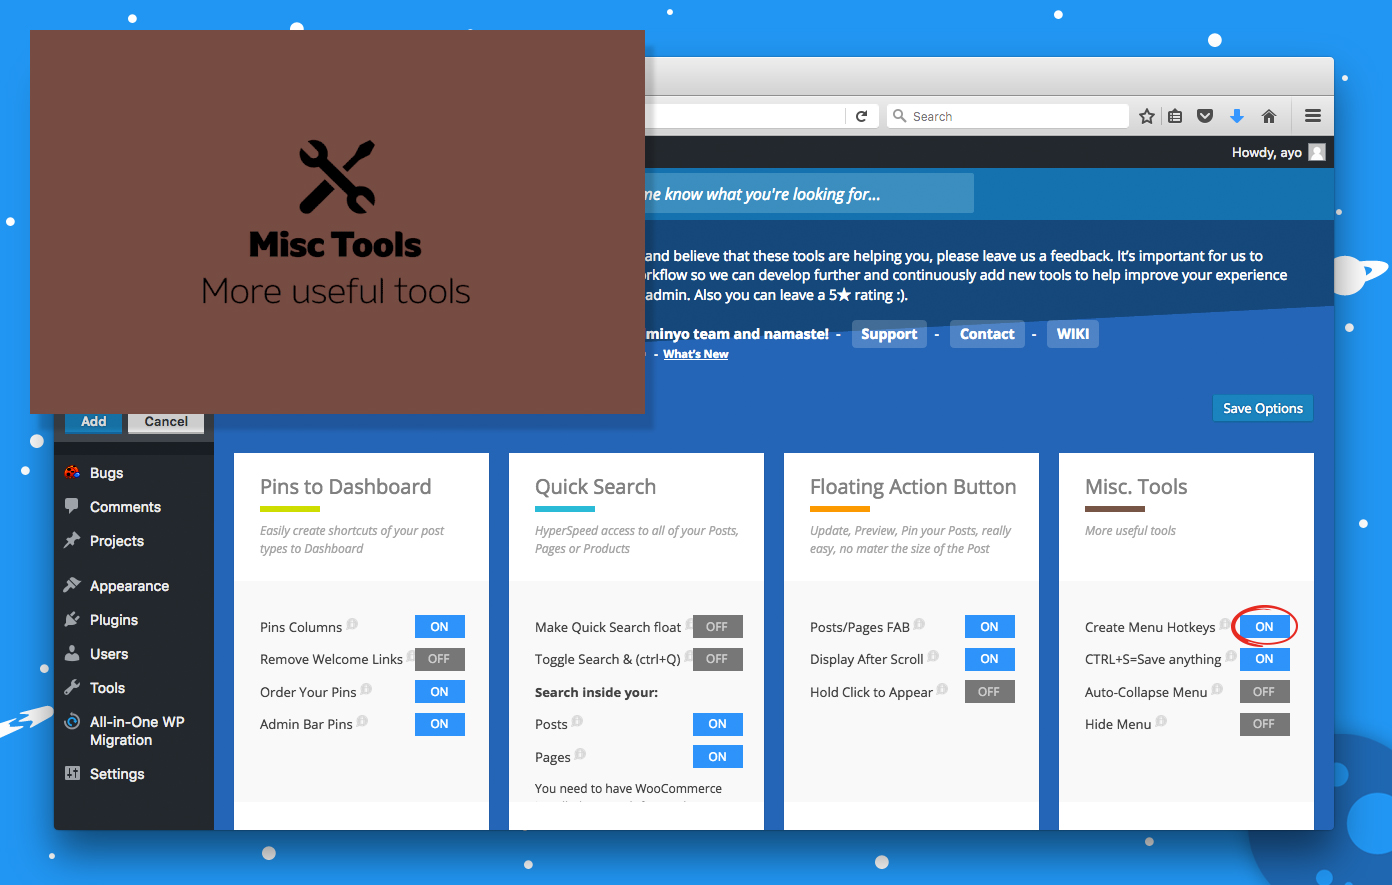 Misc Tools
More useful tools
Search
Howdy, ayo
me know what you're looking for...
and believe that these tools are helping you, please leave us a feedback. It's important for us to
rkflow so we can develop further and continuously add new tools to help improve your experience
admin. Also you can leave a 5★ rating :).
minyo team and namaste! - Support - Contact - WIKI
- What's New
Save Options
Add Cancel
Bugs
Comments
Projects
Appearance
Plugins
Users
Tools
All-in-One WP
Migration
Settings
Pins to Dashboard
Easily create shortcuts of your post
types to Dashboard
Pins Columns ON
Remove Welcome Links OFF
Order Your Pins ON
Admin Bar Pins ON
Quick Search
HyperSpeed access to all of your Posts,
Pages or Products
Make Quick Search float OFF
Toggle Search & (ctrl+Q) OFF
Search inside your:
Posts ON
Pages ON
You need to have WooCommerce
Floating Action Button
Update, Preview, Pin your Posts, really
easy, no mater the size of the Post
Posts/Pages FAB ON
Display After Scroll ON
Hold Click to Appear OFF
Misc. Tools
More useful tools
Create Menu Hotkeys ON
CTRL+S=Save anything ON
Auto-Collapse Menu OFF
Hide Menu OFF